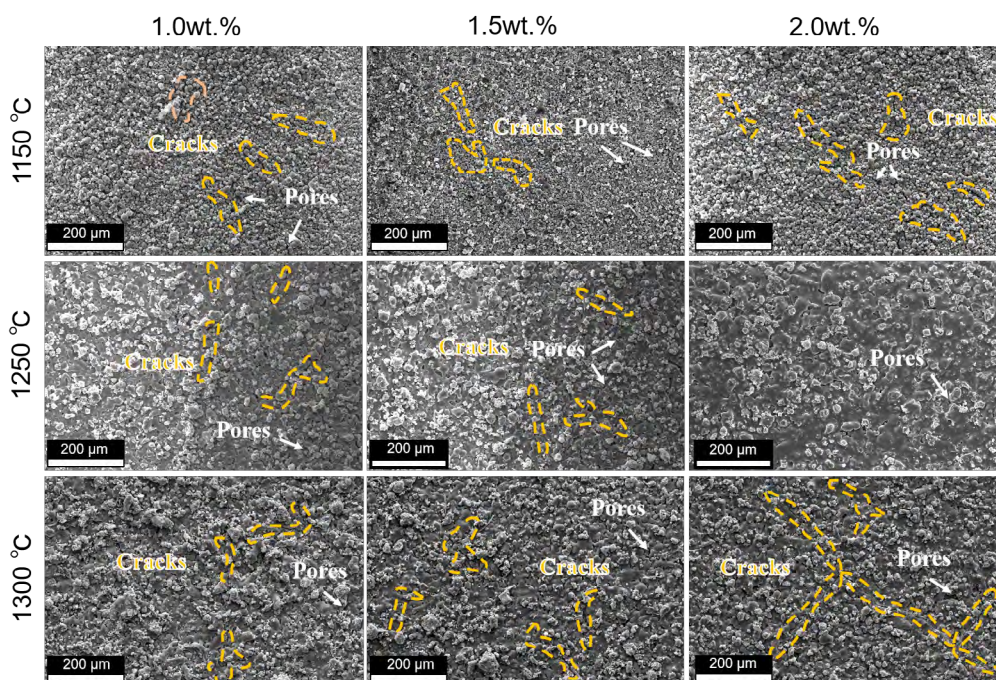 1.0wt.%
1.5wt.%
2.0wt.%
1150 °C
Cracks
Pores
200 μm
Cracks
Pores
200 μm
Cracks
Pores
200 μm
1250 °C
Cracks
Pores
200 μm
Cracks
Pores
200 μm
Pores
200 μm
1300 °C
Cracks
Pores
200 μm
Pores
Cracks
200 μm
Cracks
Pores
200 μm